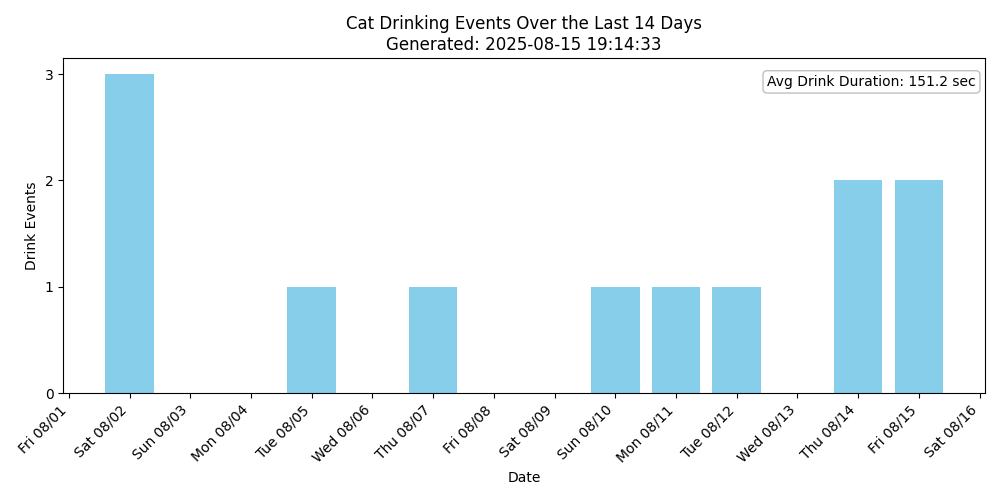 Cat Drinking Events Over the Last 14 Days
Generated: 2025-08-15 19:14:33
Avg Drink Duration: 151.2 sec
Drink Events
3
2
1
0
Fri 08/01
Sat 08/02
Sun 08/03
Mon 08/04
Tue 08/05
Wed 08/06
Thu 08/07
Fri 08/08
Sat 08/09
Sun 08/10
Mon 08/11
Tue 08/12
Wed 08/13
Thu 08/14
Fri 08/15
Sat 08/16
Date